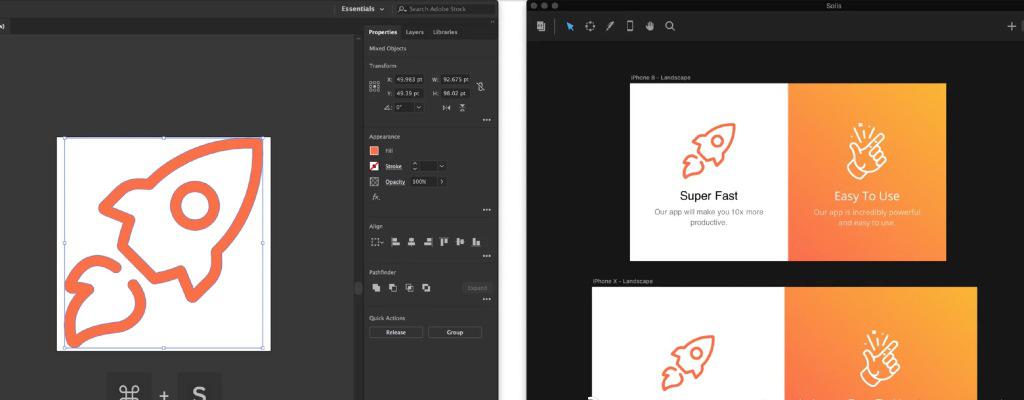 Essentials
Search Adobe Stock
Properties Layers Libraries
Mixed Objects
Transform
X: 49.983 pt W: 92.675 pt
Y: 49.39 pt H: 98.02 pt
0°
Appearance
Fill
Stroke
Opacity 100%
fx.
Align
Pathfinder
Expand
Quick Actions
Release Group
⌘ + S
Solis
iPhone 8 - Landscape
Super Fast
Our app will make you 10x more
productive.
Easy To Use
Our app is incredibly powerful
and easy to use.
iPhone X - Landscape